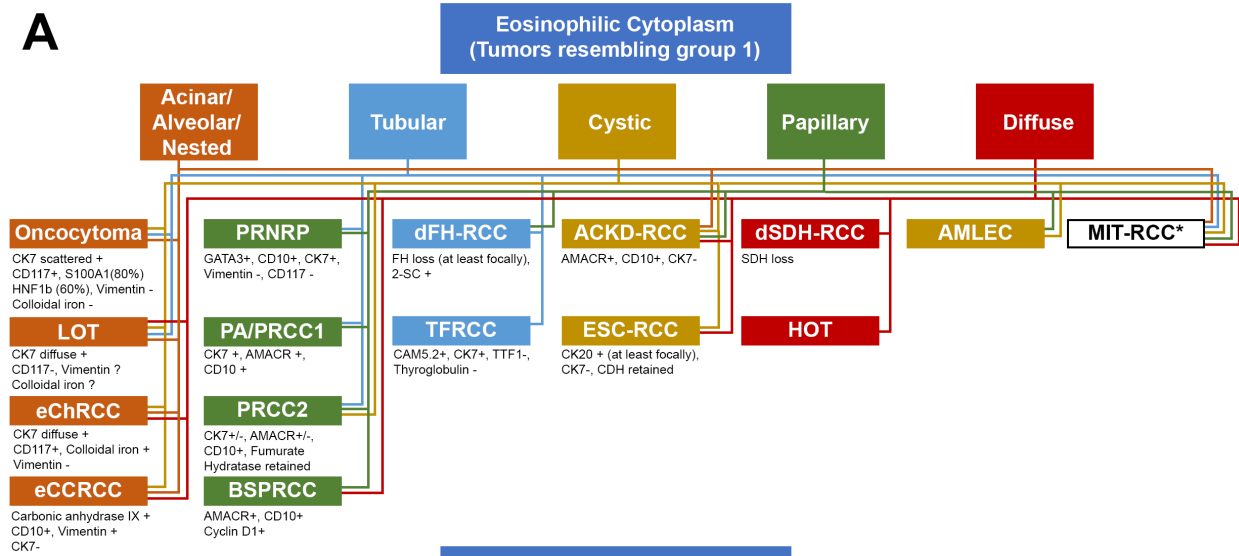 A
Eosinophilic Cytoplasm
(Tumors resembling group 1)
Acinar/
Alveolar/
Nested
Tubular
Cystic
Papillary
Diffuse
Oncocytoma
CK7 scattered +
CD117+, S100A1(80%)
HNF1b (60%), Vimentin -
Colloidal iron -
PRNRP
GATA3+, CD10+, CK7+,
Vimentin -, CD117 -
dFH-RCC
FH loss (at least focally),
2-SC +
ACKD-RCC
AMACR+, CD10+, CK7-
dSDH-RCC
SDH loss
AMLEC
MIT-RCC*
LOT
CK7 diffuse +
CD117-, Vimentin ?
Colloidal iron ?
PA/PRCC1
CK7 +, AMACR +,
CD10 +
TFRCC
CAM5.2+, CK7+, TTF1-,
Thyroglobulin -
ESC-RCC
CK20 + (at least focally),
CK7-, CDH retained
HOT
eChRCC
CK7 diffuse +
CD117+, Colloidal iron +
Vimentin -
PRCC2
CK7+/-, AMACR+/-,
CD10+, Fumurate
Hydratase retained
eCCRCC
Carbonic anhydrase IX +
CD10+, Vimentin +
CK7-
BSPRCC
AMACR+, CD10+
Cyclin D1+